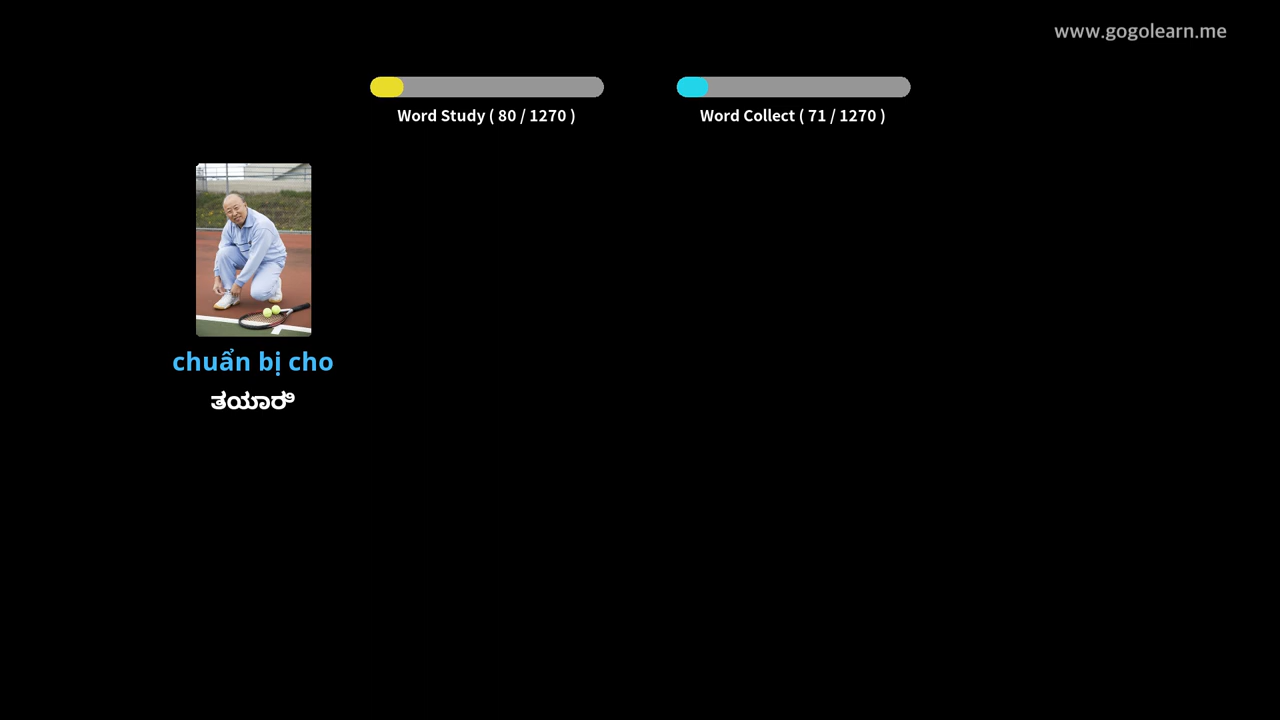 www.gogolearn.me
Word Study ( 80 / 1270 )
Word Collect ( 71 / 1270 )
chuẩn bị cho
ತಯಾರಿ